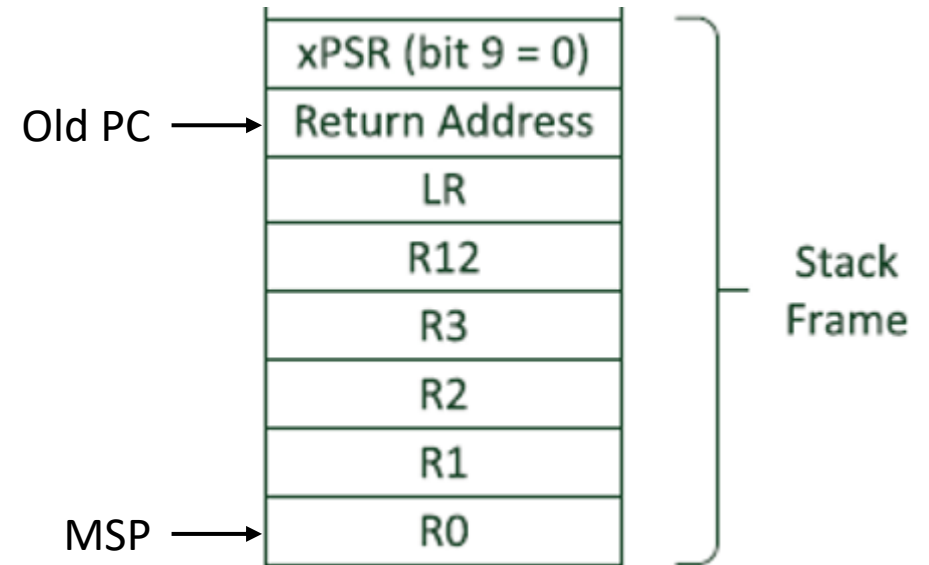 xPSR (bit 9 = 0)
Old PC
Return Address
LR
R12
Stack
Frame
R3
R2
R1
MSP
R0